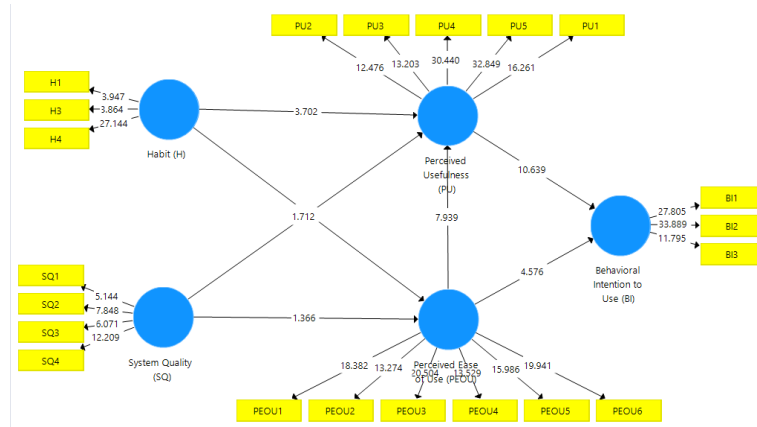 PU2
PU3
PU4
PU5
PU1
12.476
13.203
30.440
32.849
16.261
H1
H3
H4
3.947
3.864
27.144
Habit (H)
3.702
Perceived
Usefulness
(PU)
10.639
1.712
7.939
BI1
BI2
BI3
27.805
33.889
11.795
Behavioral
Intention to
Use (BI)
4.576
SQ1
SQ2
SQ3
SQ4
5.144
7.848
6.071
12.209
System Quality
(SQ)
1.366
Perceived Ease
of Use (PEOU)
18.382
13.274
20.504
13.529
15.986
19.941
PEOU1
PEOU2
PEOU3
PEOU4
PEOU5
PEOU6